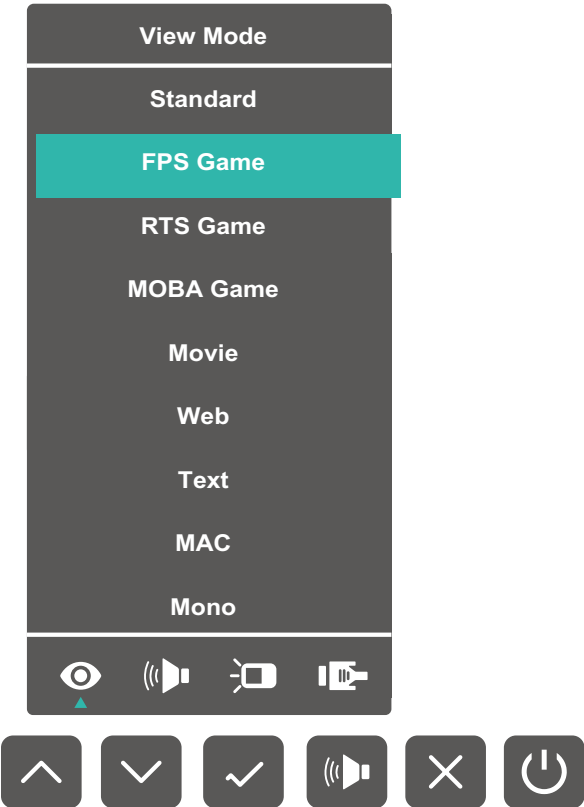 View Mode
Standard
FPS Game
RTS Game
MOBA Game
Movie
Web
Text
MAC
Mono